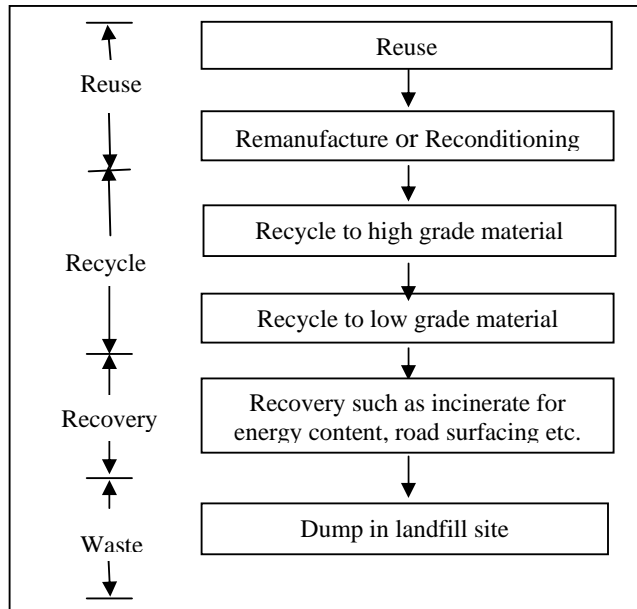 Reuse
Reuse
Remanufacture or Reconditioning
Recycle to high grade material
Recycle
Recycle to low grade material
Recovery
Recovery such as incinerate for
energy content, road surfacing etc.
Waste
Dump in landfill site